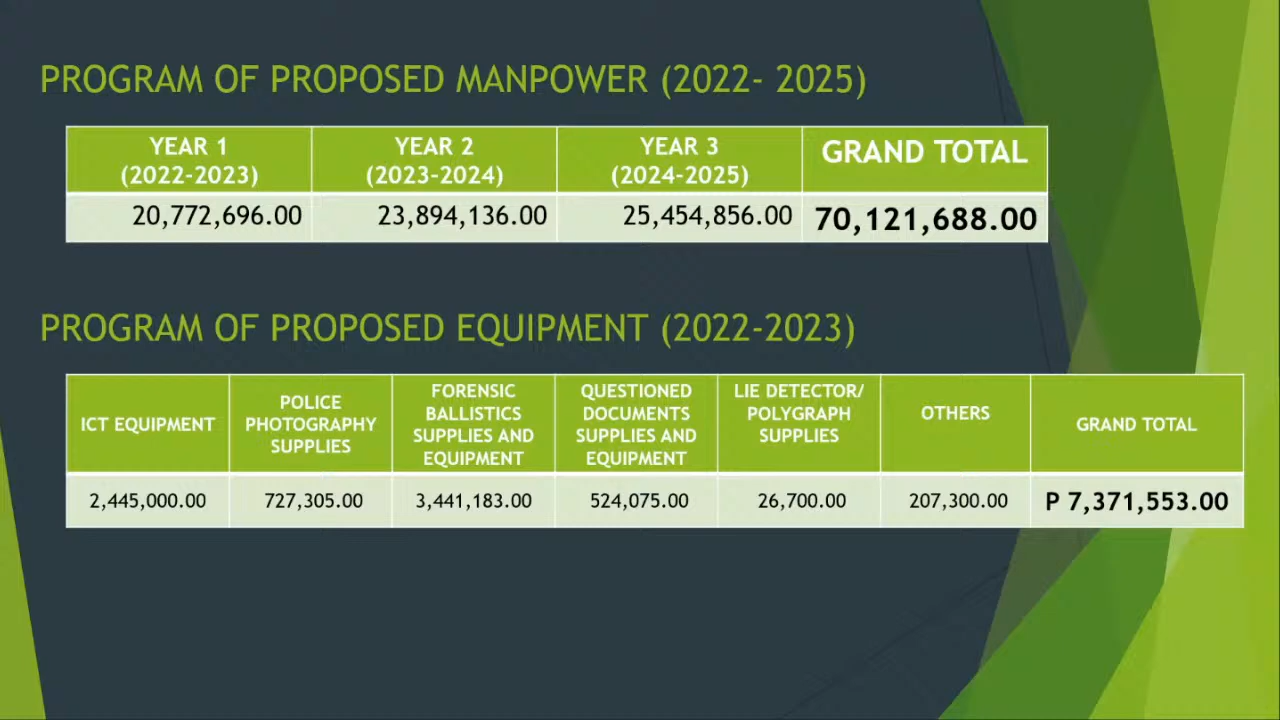 PROGRAM OF PROPOSED MANPOWER (2022- 2025)
YEAR 1
(2022-2023)
YEAR 2
(2023-2024)
YEAR 3
(2024-2025)
GRAND TOTAL
20,772,696.00
23,894,136.00
25,454,856.00
70,121,688.00
PROGRAM OF PROPOSED EQUIPMENT (2022-2023)
ICT EQUIPMENT
POLICE
PHOTOGRAPHY
SUPPLIES
FORENSIC
BALLISTICS
SUPPLIES AND
EQUIPMENT
QUESTIONED
DOCUMENTS
SUPPLIES AND
EQUIPMENT
LIE DETECTOR/
POLYGRAPH
SUPPLIES
OTHERS
GRAND TOTAL
2,445,000.00
727,305.00
3,441,183.00
524,075.00
26,700.00
207,300.00
P 7,371,553.00